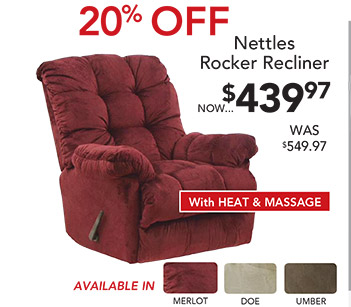 20% OFF
Nettles
Rocker Recliner
NOW... $439.97
WAS
$549.97
With HEAT & MASSAGE
AVAILABLE IN
MERLOT DOE UMBER